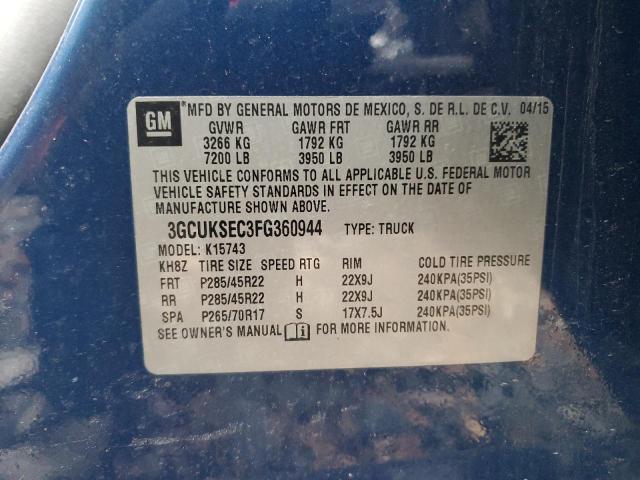 GM ® MFD BY GENERAL MOTORS DE MEXICO, S. DE R.L. DE C.V. 04/15
GVWR GAWR FRT GAWR RR
3266 KG 1792 KG 1792 KG
7200 LB 3950 LB 3950 LB
THIS VEHICLE CONFORMS TO ALL APPLICABLE U.S. FEDERAL MOTOR
VEHICLE SAFETY STANDARDS IN EFFECT ON THE DATE OF
MANUFACTURE SHOWN ABOVE.
3GCUKSEC3FG360944 TYPE: TRUCK
MODEL: K15743
KH8Z TIRE SIZE SPEED RTG RIM COLD TIRE PRESSURE
FRT P285/45R22 H 22X9J 240KPA(35PSI)
RR P285/45R22 H 22X9J 240KPA(35PSI)
SPA P265/70R17 S 17X7.5J 240KPA(35PSI)
SEE OWNER'S MANUAL FOR MORE INFORMATION.